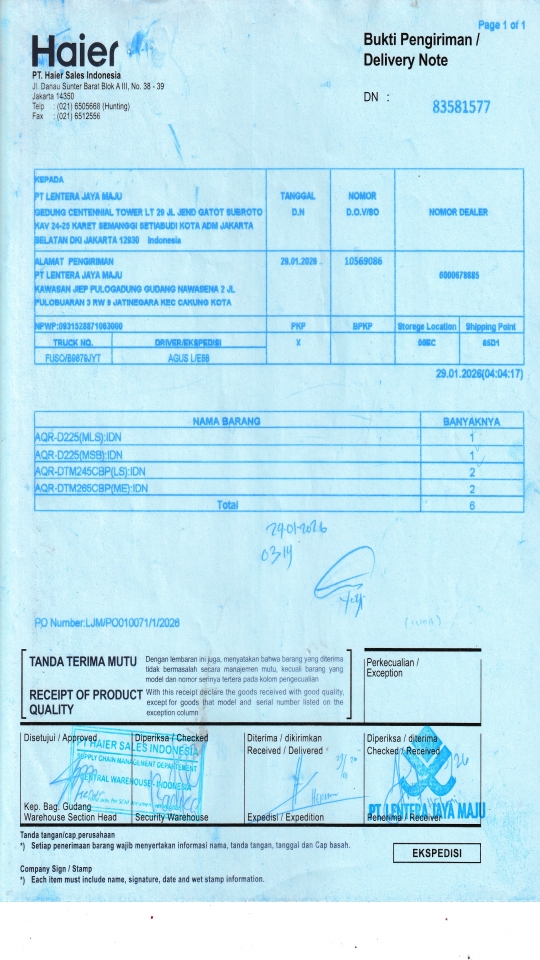 Page 1 of 1
Haier
Bukti Pengiriman /
Delivery Note
PT. Haier Sales Indonesia
Jl. Danau Sunter Barat Blok A III, No. 38 - 39
Jakarta 14350
Telp : (021) 6505668 (Hunting)
Fax : (021) 6512556
DN : 83581577
KEPADA
PT LENTERA JAYA MAJU
GEDUNG CENTENNIAL TOWER LT 29 JL JEND GATOT SUBROTO
KAV 24-25 KARET SEMANGGI SETIABUDI KOTA ADM JAKARTA
SELATAN DKI JAKARTA 12930 Indonesia
TANGGAL
D.N
NOMOR
D.O.V/SO
NOMOR DEALER
ALAMAT PENGIRIMAN
PT LENTERA JAYA MAJU
KAWASAN JIEP PULOGADUNG GUDANG NAWASENA 2 JL
PULOBUARAN 3 RW 9 JATINEGARA KEC CAKUNG KOTA
29.01.2026 .
10569086
6000678685
NPWP:0931528871063000
PKP
BPKP
Storege Location
Shipping Point
TRUCK NO.
DRIVER/EKSPEDISI
X
65D1
FUSO/B9679JYT
AGUS L/EBB
29.01.2026(04:04:17)
NAMA BARANG BANYAKNYA
AQR-D225(MLS):IDN 1
AQR-D225(MSB):IDN 1
AQR-DTM245CBP(LS):IDN 2
AQR-DTM265CBP(ME):IDN 2
Total 6
29-01-2026
0314
PO Number:LJM/PO010071/1/2026
TANDA TERIMA MUTU
Dengan lembaran ini juga, menyatakan bahwa barang yang diterima
tidak bermasalah secara manajemen mutu, kecuali barang yang
model dan nomor serinya tertera pada kolom pengecualian
RECEIPT OF PRODUCT
QUALITY
With this receipt declare the goods received with good quality,
except for goods that model and serial number listed on the
exception column
Perkecualian /
Exception
Disetujui / Approved
Diperiksa / Checked
Diterima / dikirimkan
Received / Delivered
Diperiksa / diterima
Checked / Received
PT HAIER SALES INDONESIA
SUPPLY CHAIN MANAGMENT DEPARTEMENT
CENTRAL WAREHOUSE - INDONESIA
PT LENTERA JAYA MAJU
Kep. Bag. Gudang
Warehouse Section Head
Security Warehouse
Expedisi / Expedition
Penerima / Receiver
Tanda tangan/cap perusahaan
*) Setiap penerimaan barang wajib menyertakan informasi nama, tanda tangan, tanggal dan Cap basah.
EKSPEDISI
Company Sign / Stamp
*) Each item must include name, signature, date and wet stamp information.